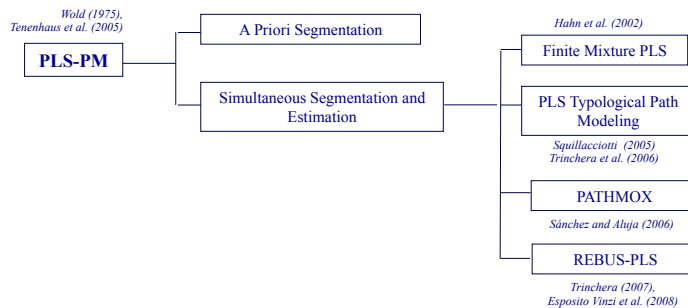 Wold (1975),
Tenenhaus et al. (2005)
PLS-PM
A Priori Segmentation
Simultaneous Segmentation and
Estimation
Hahn et al. (2002)
Finite Mixture PLS
PLS Typological Path
Modeling
Squillacciotti (2005)
Trinchera et al. (2006)
PATHMOX
Sánchez and Aluja (2006)
REBUS-PLS
Trinchera (2007),
Esposito Vinzi et al. (2008)